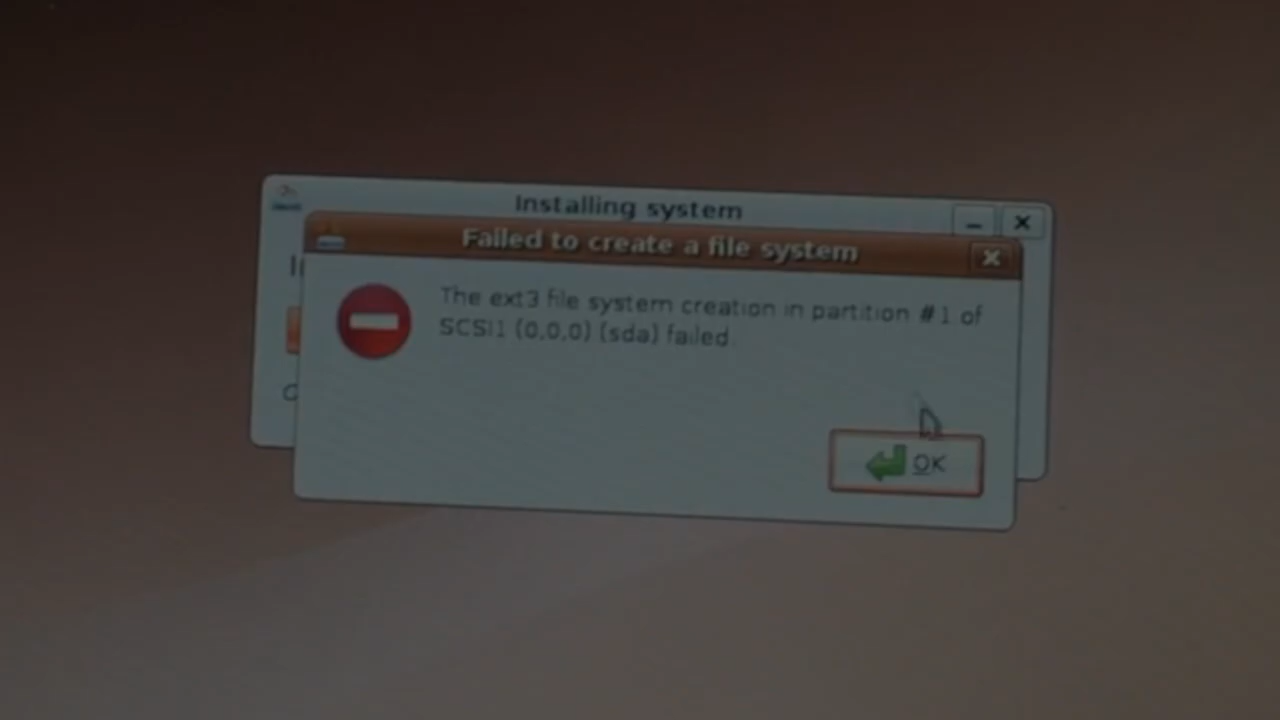 Installing system
Failed to create a file system
The ext3 file system creation in partition #1 of
SCSI1 (0,0,0) (sda) failed.
OK